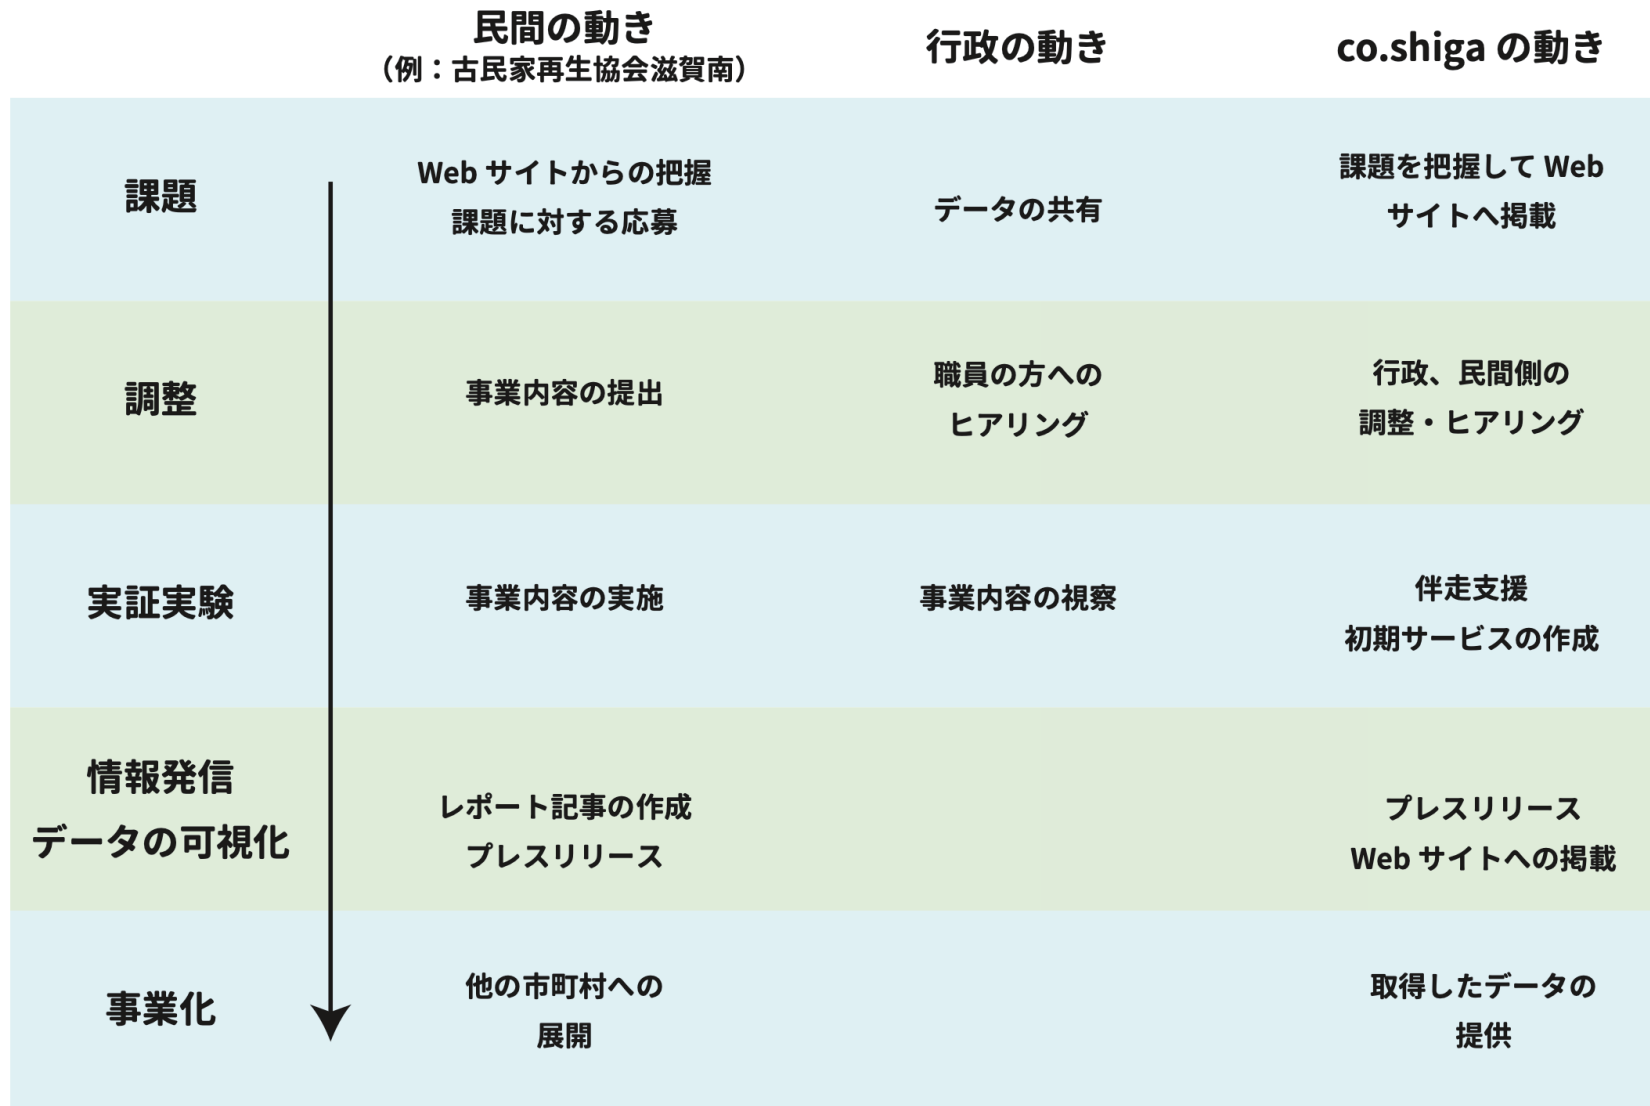 民間の動き
（例：古民家再生協会滋賀南）
行政の動き
co.shiga の動き
課題
Web サイトからの把握
課題に対する応募
データの共有
課題を把握して Web
サイトへ掲載
調整
事業内容の提出
職員の方への
ヒアリング
行政、民間側の
調整・ヒアリング
実証実験
事業内容の実施
事業内容の視察
伴走支援
初期サービスの作成
情報発信
データの可視化
レポート記事の作成
プレスリリース
プレスリリース
Web サイトへの掲載
事業化
他の市町村への
展開
取得したデータの
提供